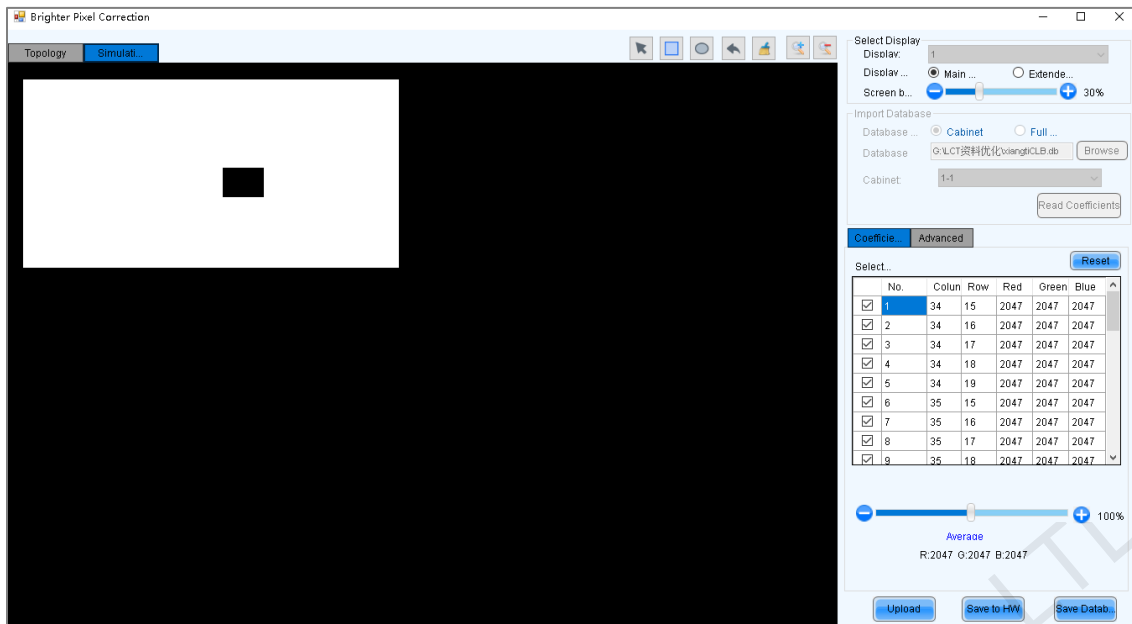 Brighter Pixel Correction
Topology Simulati...
Select Display
Display: 1
Display ... Main ... Extende...
Screen b... 30%
Import Database
Database ... Cabinet Full ...
Database G:\LCT资料优化\xiangtiCLB.db Browse
Cabinet: 1-1
Read Coefficients
Coefficie... Advanced
Select... Reset
No. Colun Row Red Green Blue
1 34 15 2047 2047 2047
2 34 16 2047 2047 2047
3 34 17 2047 2047 2047
4 34 18 2047 2047 2047
5 34 19 2047 2047 2047
6 35 15 2047 2047 2047
7 35 16 2047 2047 2047
8 35 17 2047 2047 2047
9 35 18 2047 2047 2047
100%
Average
R:2047 G:2047 B:2047
Upload Save to HW Save Datab...